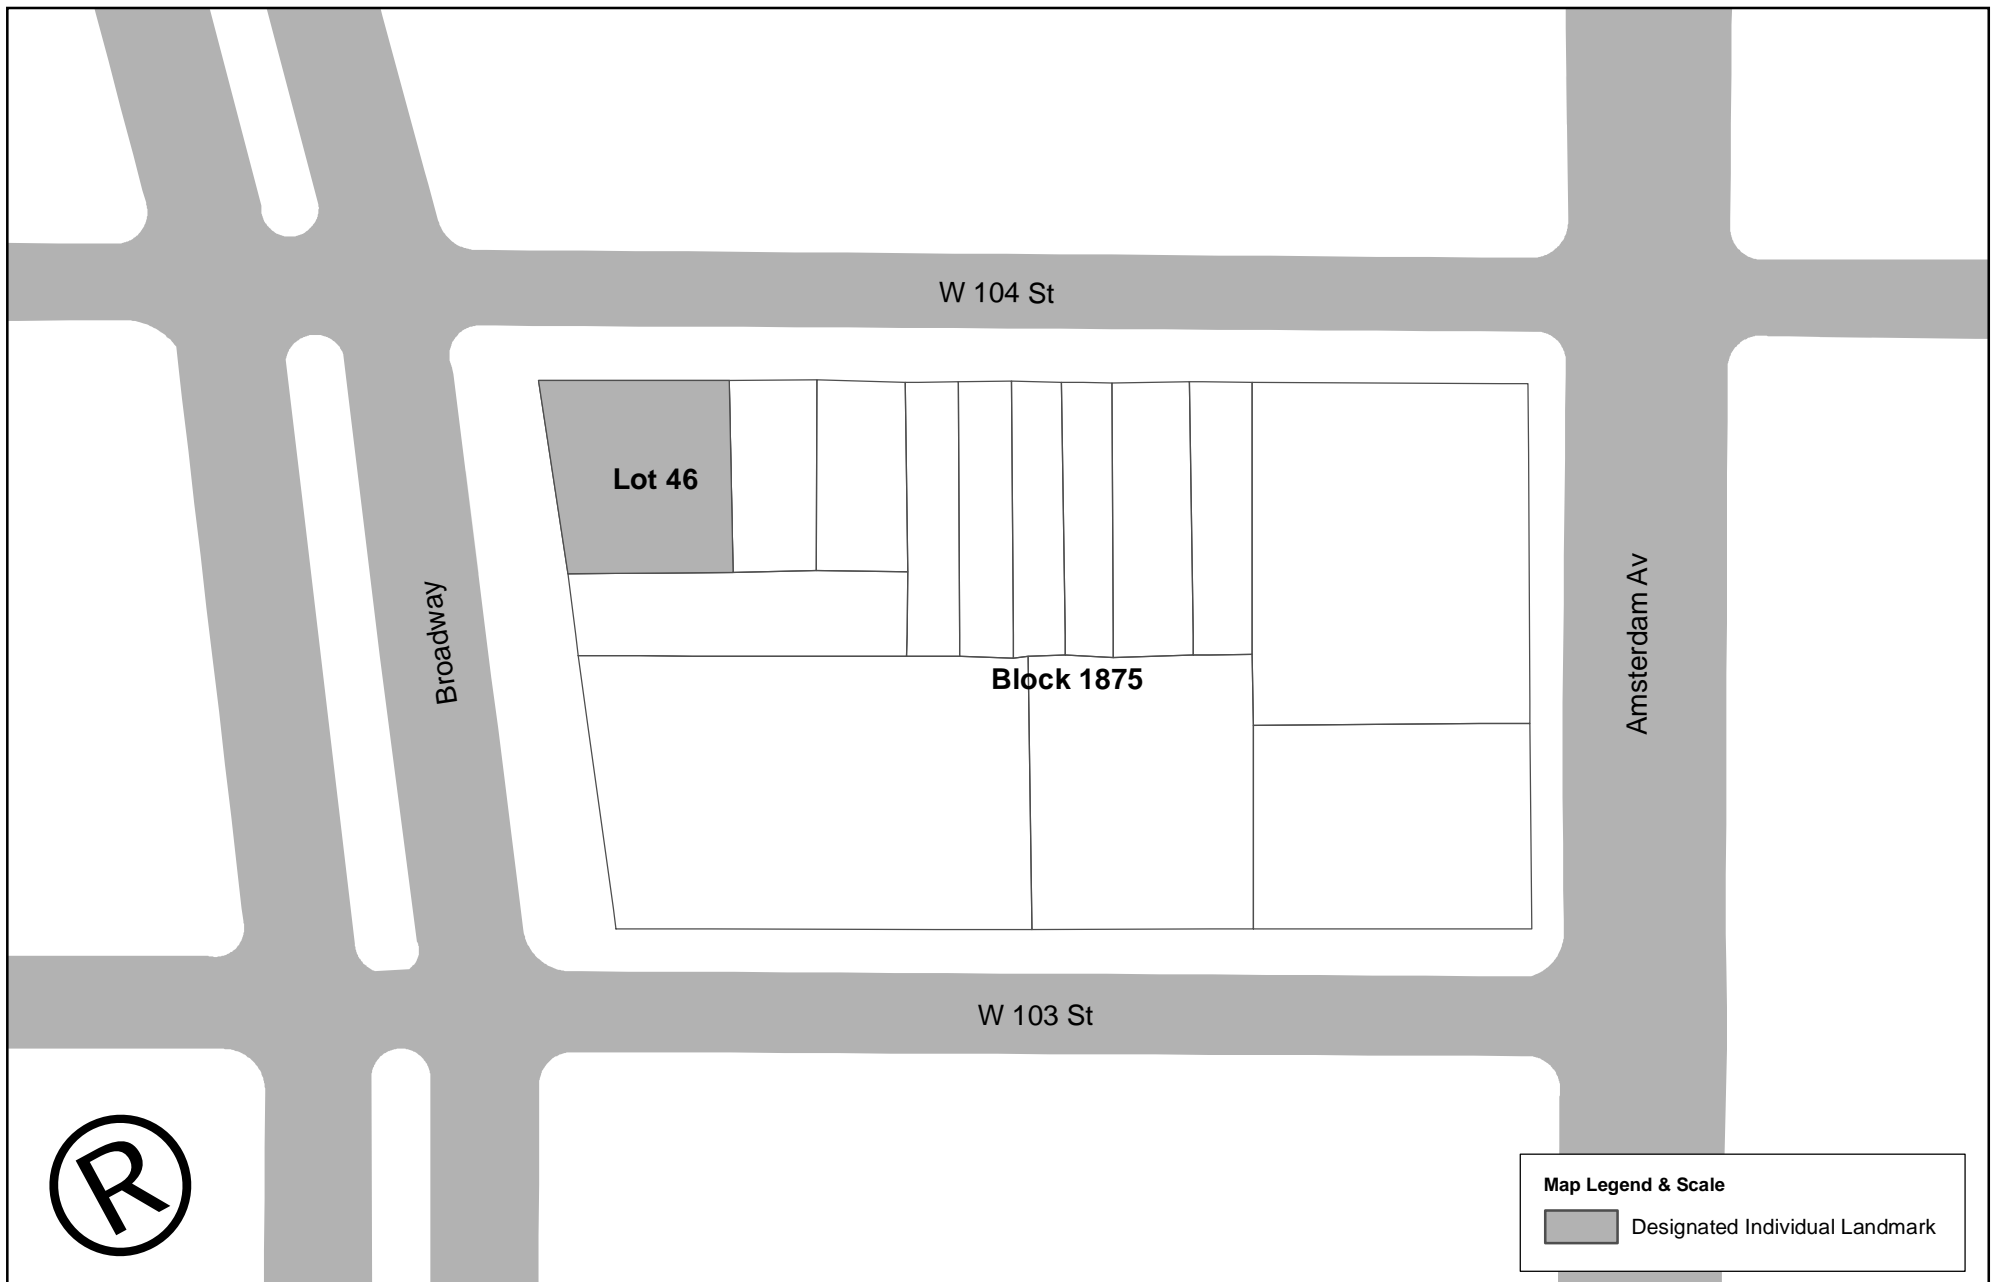 W 104 St
Lot 46
Broadway
Amsterdam Av
Block 1875
W 103 St
R
Map Legend & Scale
Designated Individual Landmark